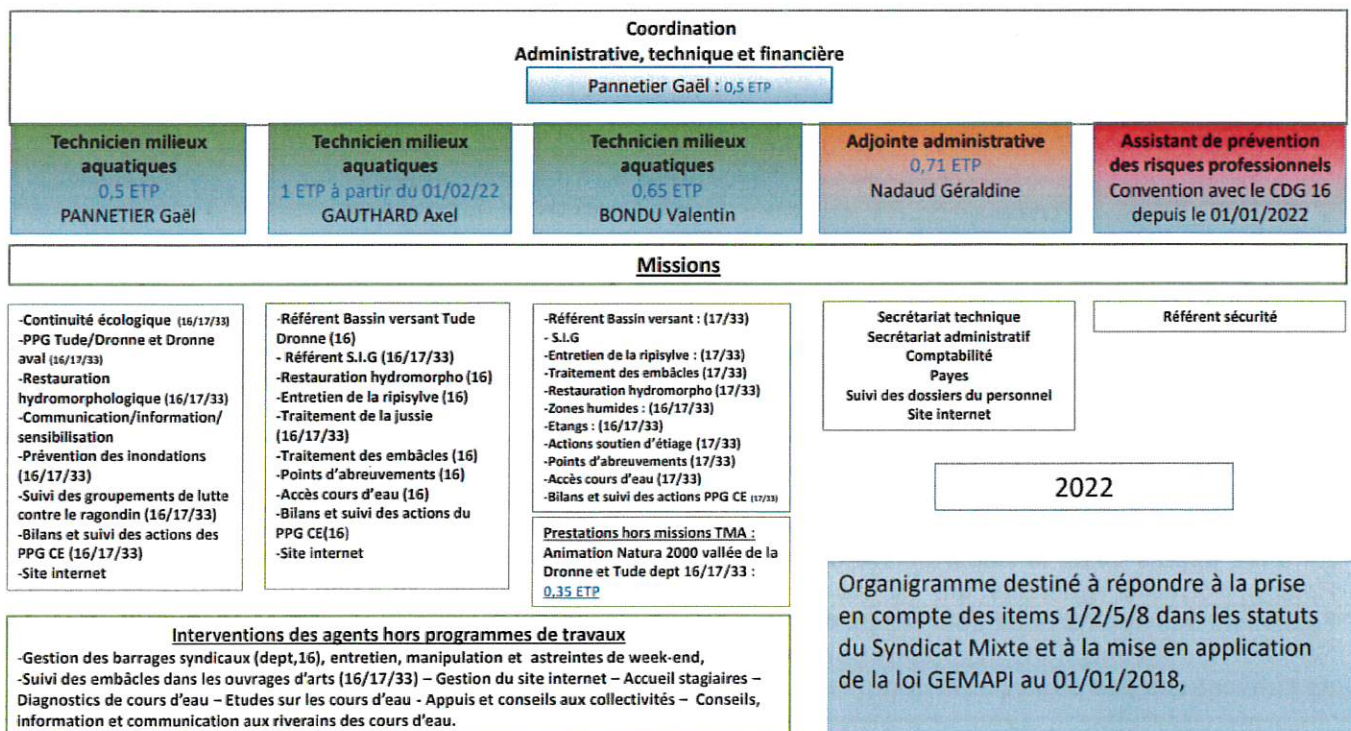 Coordination
Administrative, technique et financière
Pannetier Gaël : 0,5 ETP
Technicien milieux
aquatiques
0,5 ETP
PANNETIER Gaël
Technicien milieux
aquatiques
1 ETP à partir du 01/02/22
GAUTHARD Axel
Technicien milieux
aquatiques
0,65 ETP
BONDU Valentin
Adjointe administrative
0,71 ETP
Nadaud Géraldine
Assistant de prévention
des risques professionnels
Convention avec le CDG 16
depuis le 01/01/2022
Missions
-Continuité écologique (16/17/33)
-PPG Tude/Dronne et Dronne
aval (16/17/33)
-Restauration
hydromorphologique (16/17/33)
-Communication/information/
sensibilisation
-Prévention des inondations
(16/17/33)
-Suivi des groupements de lutte
contre le ragondin (16/17/33)
-Bilans et suivi des actions des
PPG CE (16/17/33)
-Site internet
-Référent Bassin versant Tude
Dronne (16)
- Référent S.I.G (16/17/33)
-Restauration hydromorpho (16)
-Entretien de la ripisylve (16)
-Traitement de la jussie
(16/17/33)
-Traitement des embâcles (16)
-Points d'abreuvements (16)
-Accès cours d'eau (16)
-Bilans et suivi des actions du
PPG CE(16)
-Site internet
-Référent Bassin versant : (17/33)
- S.I.G
-Entretien de la ripisylve : (17/33)
-Traitement des embâcles (17/33)
-Restauration hydromorpho (17/33)
-Zones humides : (16/17/33)
-Etangs : (16/17/33)
-Actions soutien d'étiage (17/33)
-Points d'abreuvements (17/33)
-Accès cours d'eau (17/33)
-Bilans et suivi des actions PPG CE (17/33)
Prestations hors missions TMA :
Animation Natura 2000 vallée de la
Dronne et Tude dept 16/17/33 :
0,35 ETP
Secrétariat technique
Secrétariat administratif
Comptabilité
Payes
Suivi des dossiers du personnel
Site internet
Référent sécurité
2022
Interventions des agents hors programmes de travaux
-Gestion des barrages syndicaux (dept,16), entretien, manipulation et astreintes de week-end,
-Suivi des embâcles dans les ouvrages d'arts (16/17/33) – Gestion du site internet – Accueil stagiaires –
Diagnostics de cours d'eau – Etudes sur les cours d'eau - Appuis et conseils aux collectivités – Conseils,
information et communication aux riverains des cours d'eau.
Organigramme destiné à répondre à la prise
en compte des items 1/2/5/8 dans les statuts
du Syndicat Mixte et à la mise en application
de la loi GEMAPI au 01/01/2018,